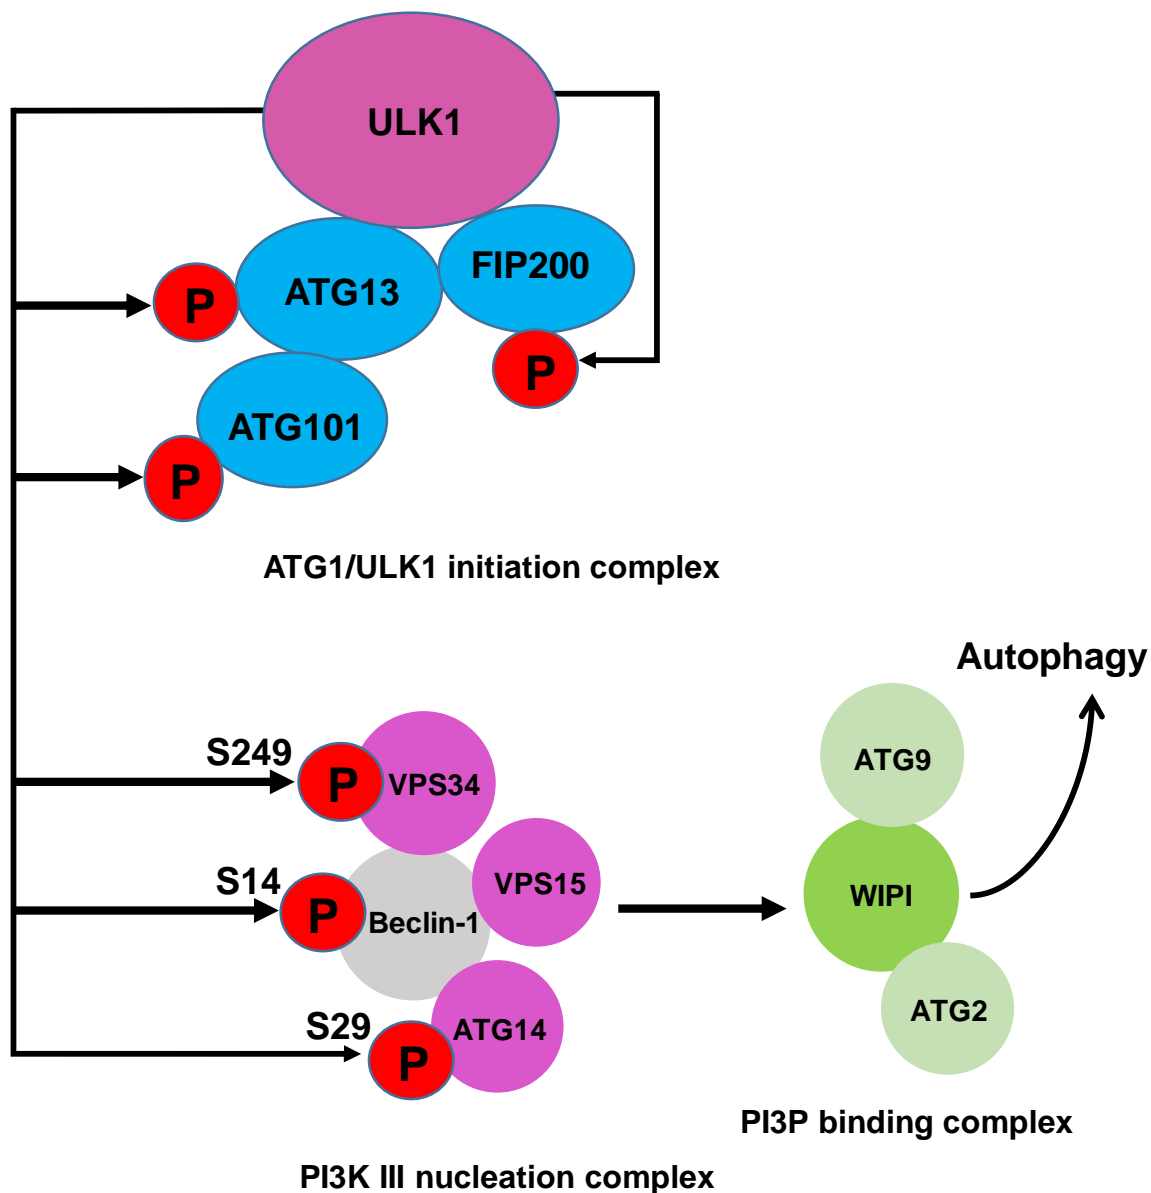 ULK1
FIP200
ATG13
P
P
ATG101
P
ATG1/ULK1 initiation complex
Autophagy
S249
P
VPS34
ATG9
S14
P
Beclin-1
VPS15
WIPI
S29
P
ATG14
ATG2
PI3P binding complex
PI3K III nucleation complex